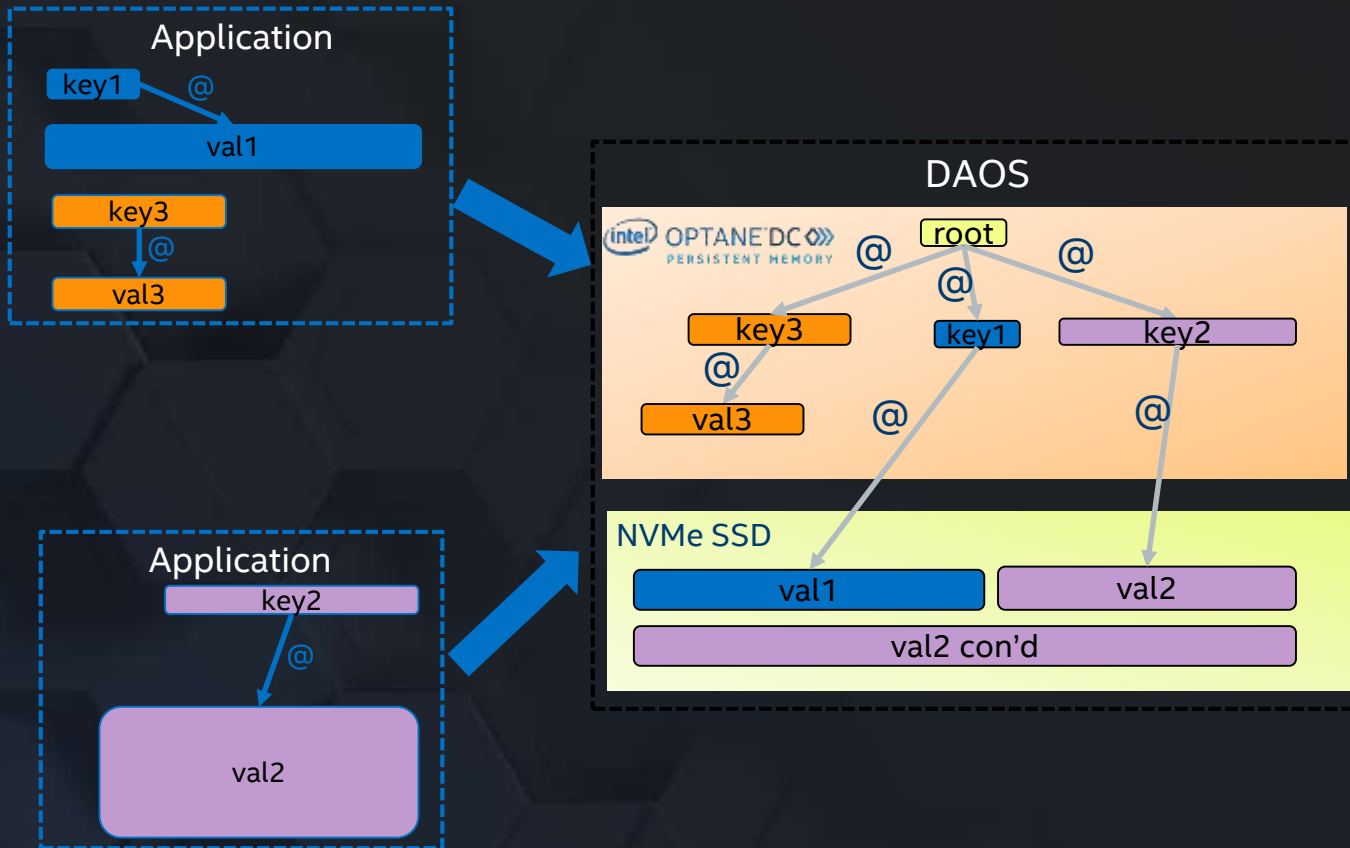 Application
key1
@
val1
key3
@
val3
Application
key2
@
val2
DAOS
intel OPTANE DC
PERSISTENT MEMORY
root
@
@
@
key3
key1
key2
@
@
@
val3
NVMe SSD
val1
val2
val2 con’d